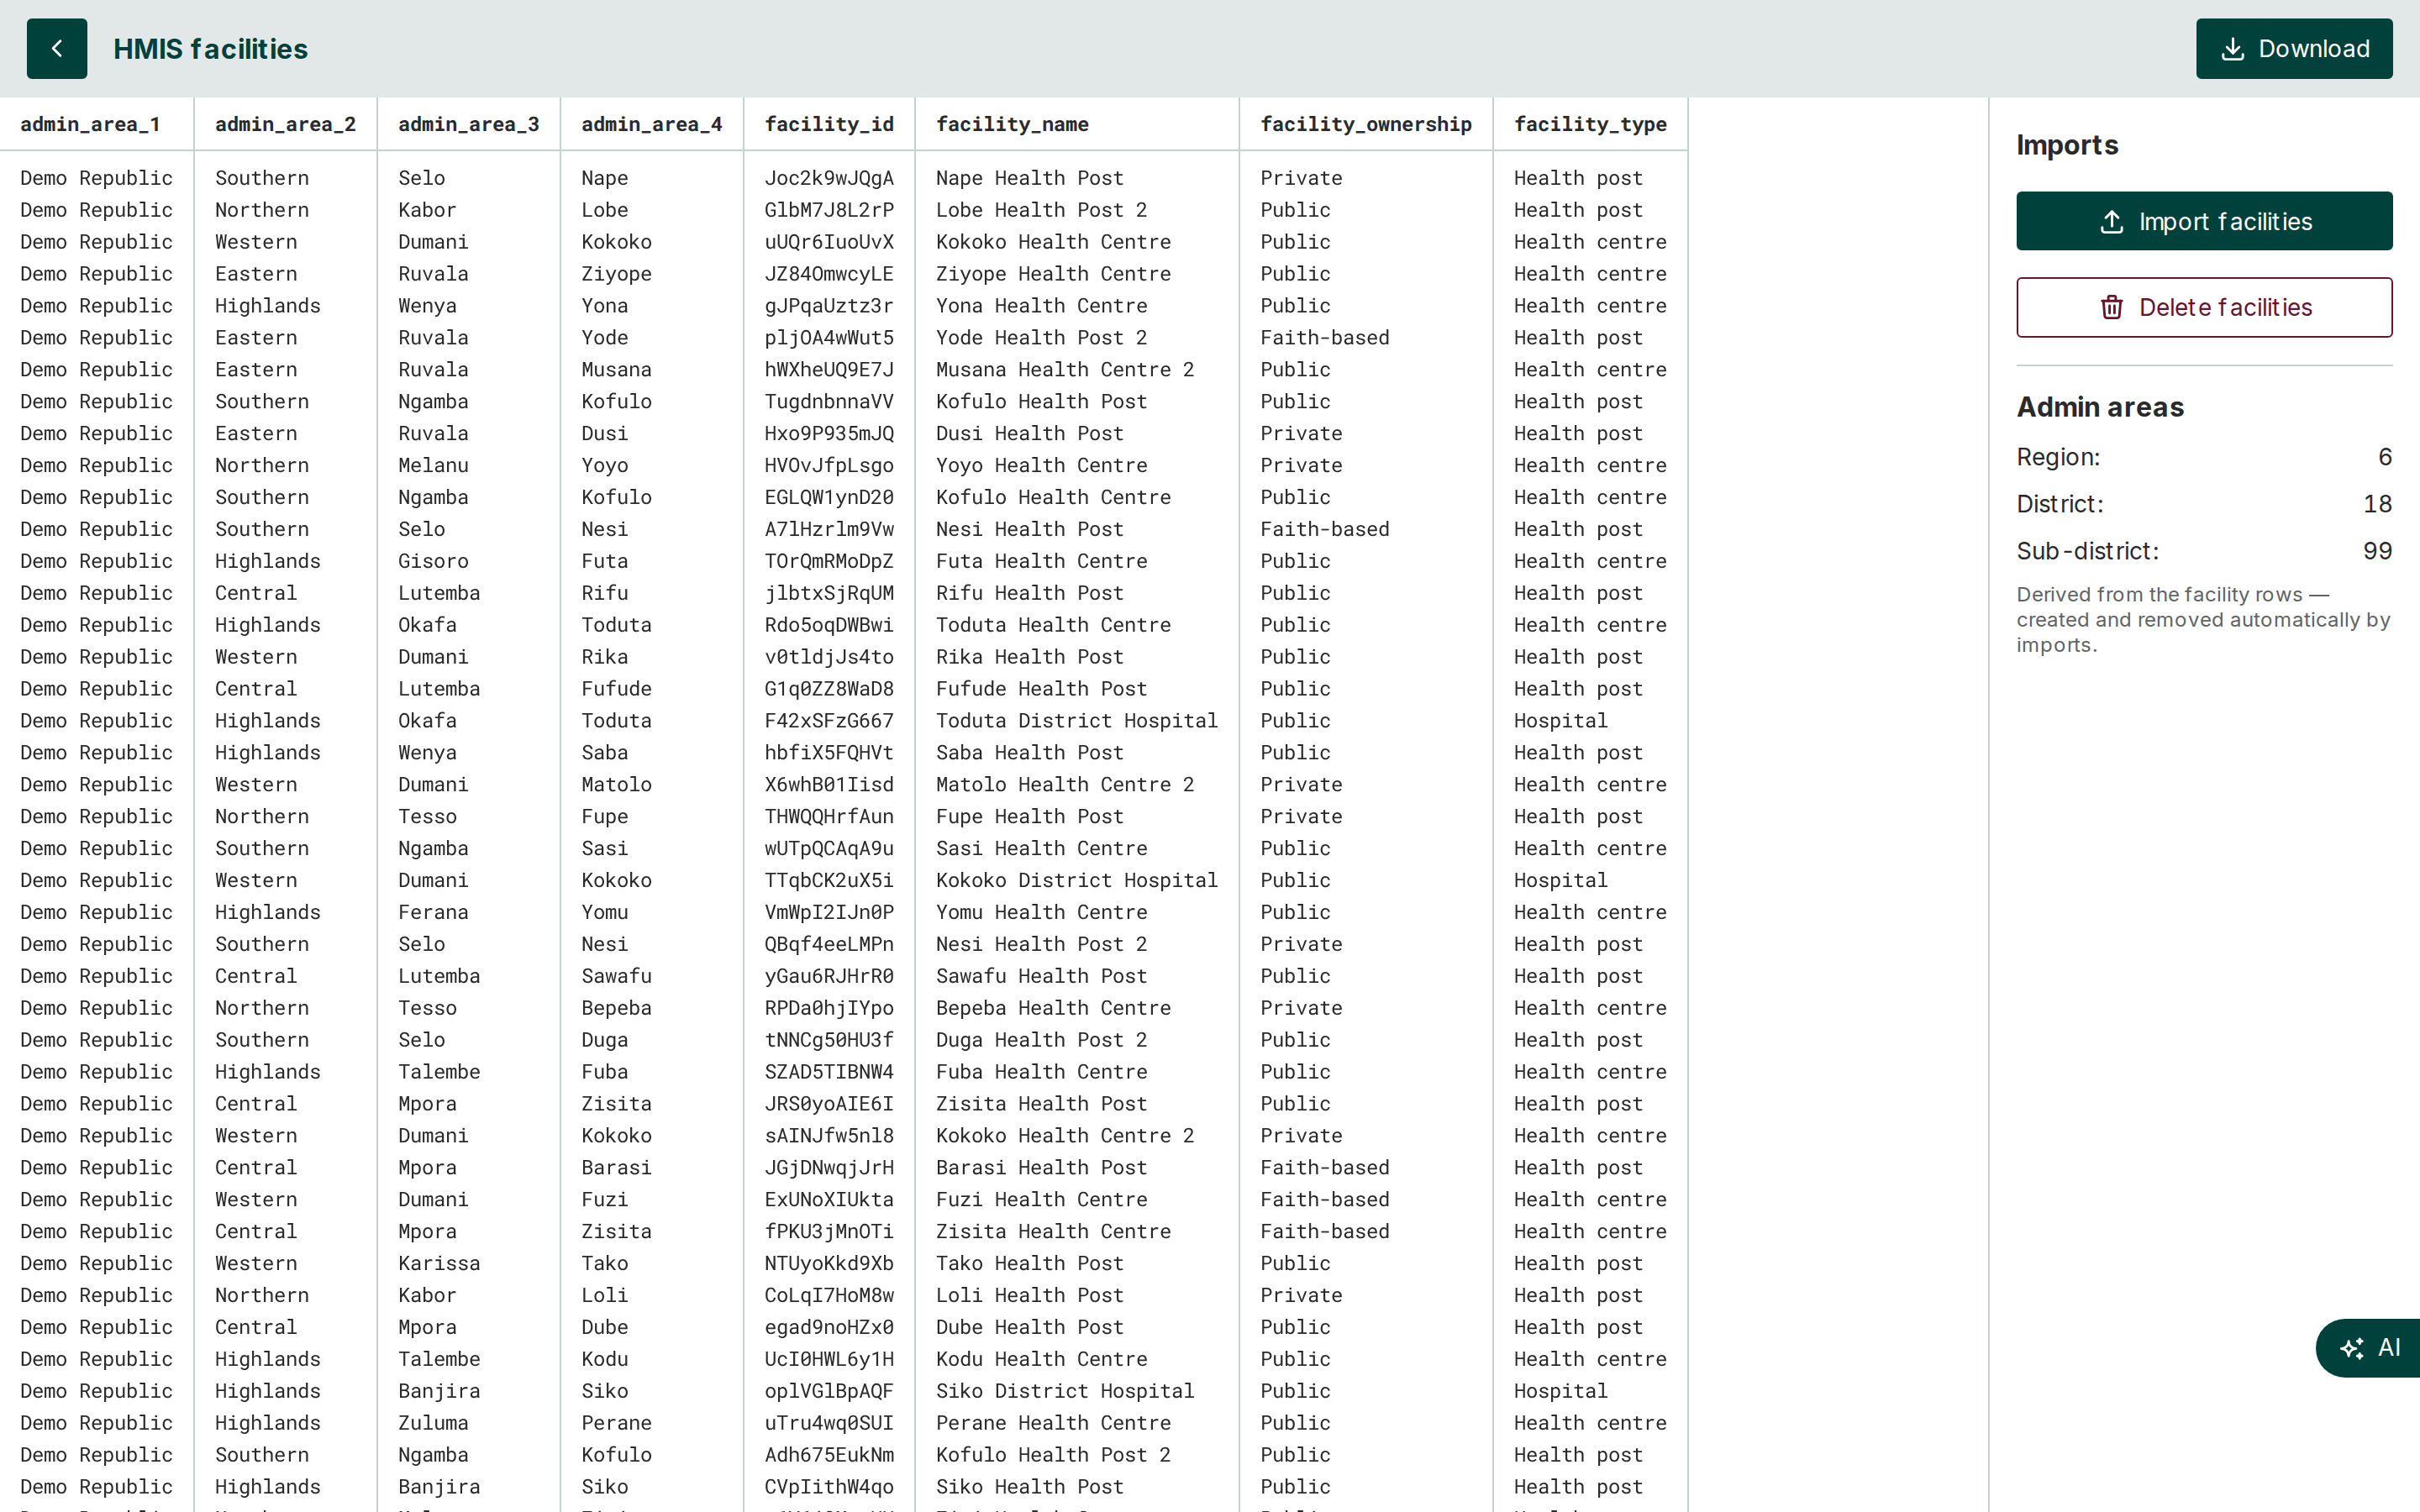 HMIS facilities
Download
admin_area_1 admin_area_2 admin_area_3 admin_area_4 facility_id facility_name facility_ownership facility_type
Demo Republic Southern Selo Nape Joc2k9wJQgA Nape Health Post Private Health post
Demo Republic Northern Kabor Lobe GlbM7J8L2rP Lobe Health Post 2 Public Health post
Demo Republic Western Dumani Kokoko uUQr6IuoUvX Kokoko Health Centre Public Health centre
Demo Republic Eastern Ruvala Ziyope JZ84OmwcyLE Ziyope Health Centre Public Health centre
Demo Republic Highlands Wenya Yona gJPqaUztz3r Yona Health Centre Public Health centre
Demo Republic Eastern Ruvala Yode pljOA4wWut5 Yode Health Post 2 Faith-based Health post
Demo Republic Eastern Ruvala Musana hWXheUQ9E7J Musana Health Centre 2 Public Health centre
Demo Republic Southern Ngamba Kofulo TugdnbnnaVV Kofulo Health Post Public Health post
Demo Republic Eastern Ruvala Dusi Hxo9P935mJQ Dusi Health Post Private Health post
Demo Republic Northern Melanu Yoyo HVOvJfpLsgo Yoyo Health Centre Private Health centre
Demo Republic Southern Ngamba Kofulo EGLQW1ynD20 Kofulo Health Centre Public Health centre
Demo Republic Southern Selo Nesi A7lHzrlm9Vw Nesi Health Post Faith-based Health post
Demo Republic Highlands Gisoro Futa TOrQmRMoDpZ Futa Health Centre Public Health centre
Demo Republic Central Lutemba Rifu jlbtxSjRqUM Rifu Health Post Public Health post
Demo Republic Highlands Okafa Toduta Rdo5oqDWBwi Toduta Health Centre Public Health centre
Demo Republic Western Dumani Rika v0tldjJs4to Rika Health Post Public Health post
Demo Republic Central Lutemba Fufude G1q0ZZ8WaD8 Fufude Health Post Public Health post
Demo Republic Highlands Okafa Toduta F42xSFzG667 Toduta District Hospital Public Hospital
Demo Republic Highlands Wenya Saba hbfiX5FQHVt Saba Health Post Public Health post
Demo Republic Western Dumani Matolo X6whB01Iisd Matolo Health Centre 2 Private Health centre
Demo Republic Northern Tesso Fupe THWQQHrfAun Fupe Health Post Private Health post
Demo Republic Southern Ngamba Sasi wUTpQCAqA9u Sasi Health Centre Public Health centre
Demo Republic Western Dumani Kokoko TTqbCK2uX5i Kokoko District Hospital Public Hospital
Demo Republic Highlands Ferana Yomu VmWpI2IJn0P Yomu Health Centre Public Health centre
Demo Republic Southern Selo Nesi QBqf4eeLMPn Nesi Health Post 2 Private Health post
Demo Republic Central Lutemba Sawafu yGau6RJHrR0 Sawafu Health Post Public Health post
Demo Republic Northern Tesso Bepeba RPDa0hjIYpo Bepeba Health Centre Private Health centre
Demo Republic Southern Selo Duga tNNCg50HU3f Duga Health Post 2 Public Health post
Demo Republic Highlands Talembe Fuba SZAD5TIBNW4 Fuba Health Centre Public Health centre
Demo Republic Central Mpora Zisita JRS0yoAIE6I Zisita Health Post Public Health post
Demo Republic Western Dumani Kokoko sAINJfw5nl8 Kokoko Health Centre 2 Private Health centre
Demo Republic Central Mpora Barasi JGjDNwqjJrH Barasi Health Post Faith-based Health post
Demo Republic Western Dumani Fuzi ExUNoXIUkta Fuzi Health Centre Faith-based Health centre
Demo Republic Central Mpora Zisita fPKU3jMnOTi Zisita Health Centre Faith-based Health centre
Demo Republic Western Karissa Tako NTUyoKkd9Xb Tako Health Post Public Health post
Demo Republic Northern Kabor Loli CoLqI7HoM8w Loli Health Post Private Health post
Demo Republic Central Mpora Dube egad9noHZx0 Dube Health Post Public Health post
Demo Republic Highlands Talembe Kodu UcI0HWL6y1H Kodu Health Centre Public Health centre
Demo Republic Highlands Banjira Siko oplVGlBpAQF Siko District Hospital Public Hospital
Demo Republic Highlands Zuluma Perane uTru4wq0SUI Perane Health Centre Public Health centre
Demo Republic Southern Ngamba Kofulo Adh675EukNm Kofulo Health Post 2 Public Health post
Demo Republic Highlands Banjira Siko CVpIithW4qo Siko Health Post Public Health post
Imports
Import facilities
Delete facilities
Admin areas
Region: 6
District: 18
Sub-district: 99
Derived from the facility rows —
created and removed automatically by
imports.
AI